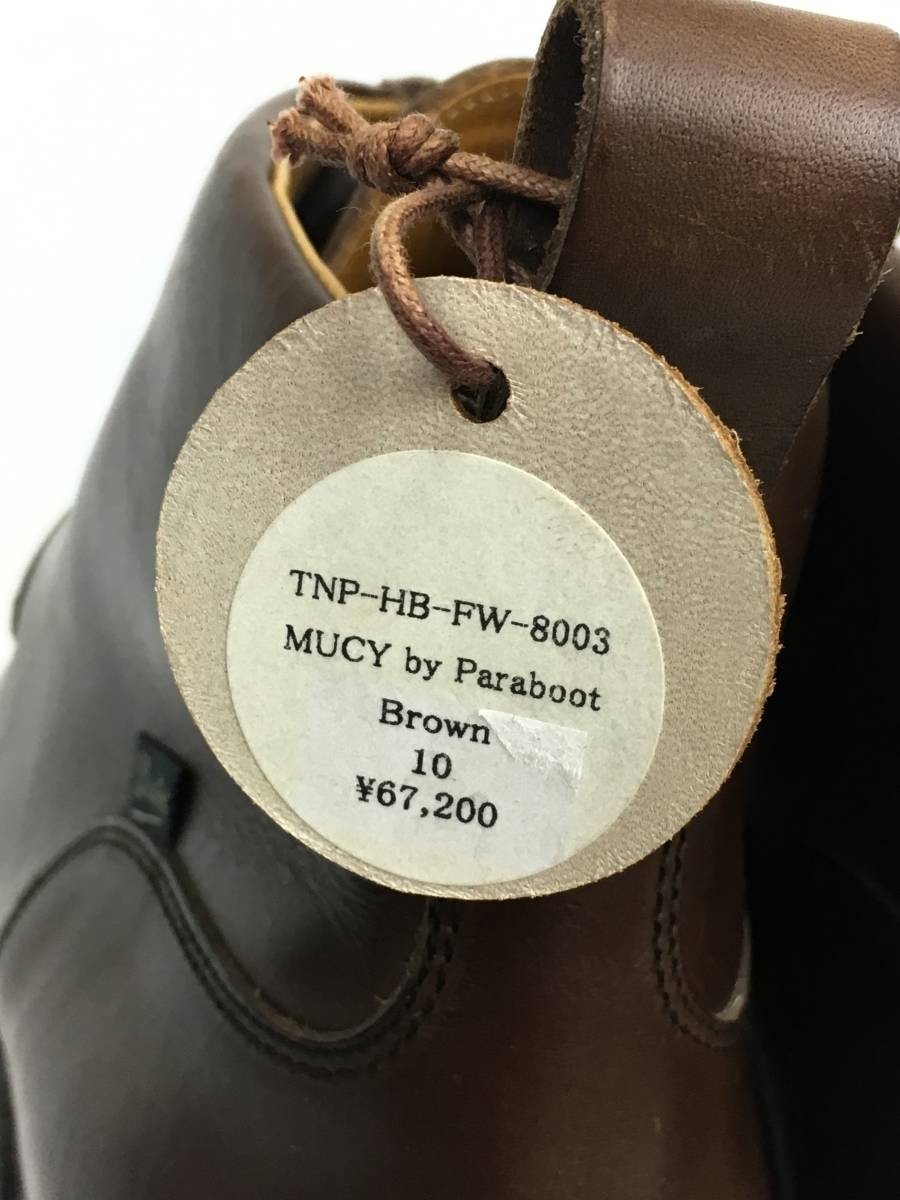 TNP-HB-FW-8003
MUCY by Paraboot
Brown
10
¥67,200